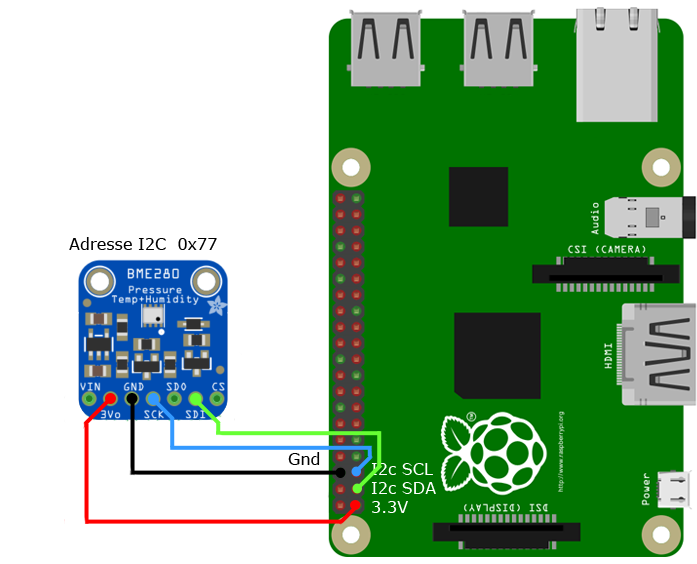 Audio
CSI (CAMERA)
Adresse I2C  0x77
BME280
Pressure
Temp+Humidity
HDMI
VIN GND SDO CS
3Vo SCK SDI
®
http://www.raspberrypi.org
Gnd
I2c SCL
I2c SDA
3.3V
Power
DSI (DISPLAY)